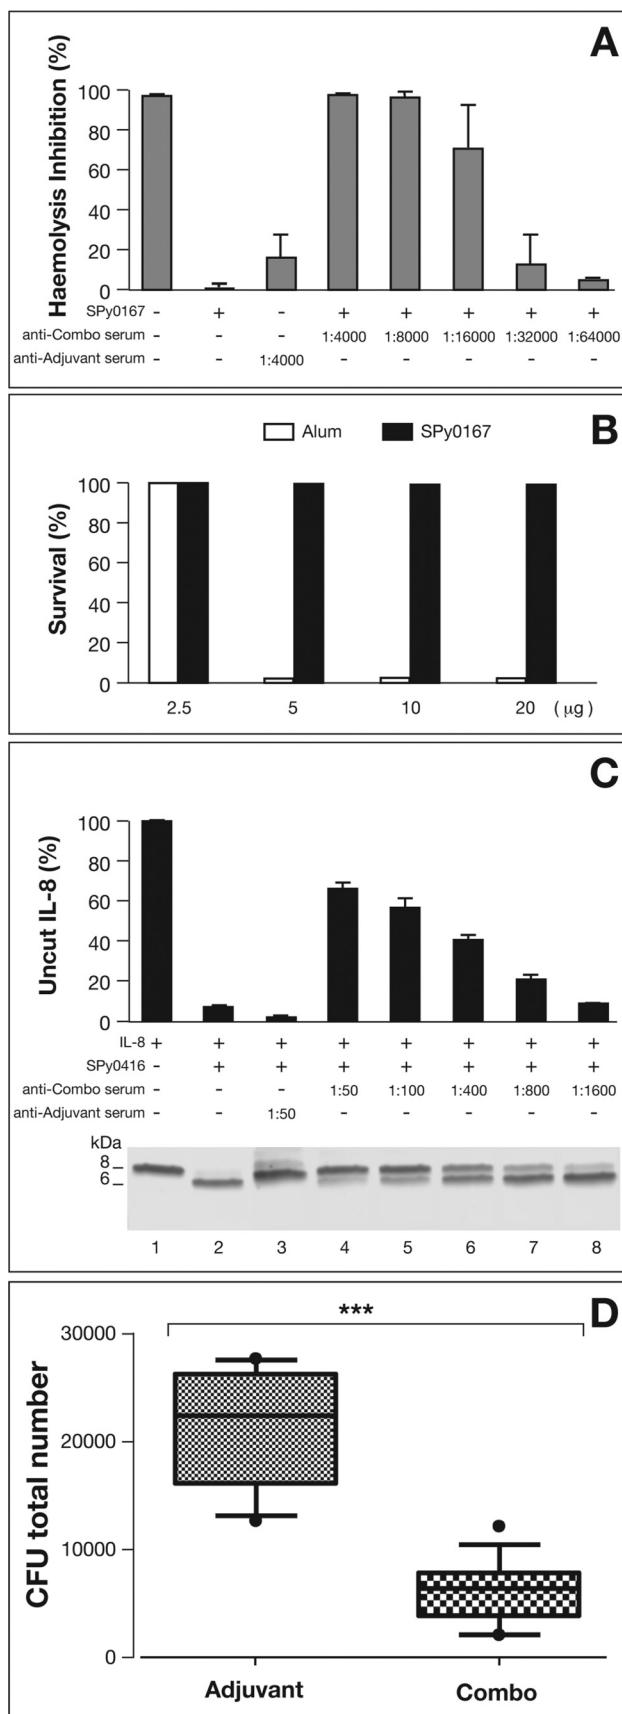 A
Haemolysis Inhibition (%)
100
80
60
40
20
0
SPy0167 - + - + + + + +
anti-Combo serum - - - 1:4000 1:8000 1:16000 1:32000 1:64000
anti-Adjuvant serum - - 1:4000 - - - - -
B
Alum SPy0167
Survival (%)
100
80
60
40
20
0
2.5 5 10 20 (μg)
C
Uncut IL-8 (%)
100
80
60
40
20
0
IL-8 + + + + + + + +
SPy0416 - + + + + + + +
anti-Combo serum - - - 1:50 1:100 1:400 1:800 1:1600
anti-Adjuvant serum - - 1:50 - - - - -
kDa
8
6
1 2 3 4 5 6 7 8
D
***
CFU total number
30000
20000
10000
0
Adjuvant Combo